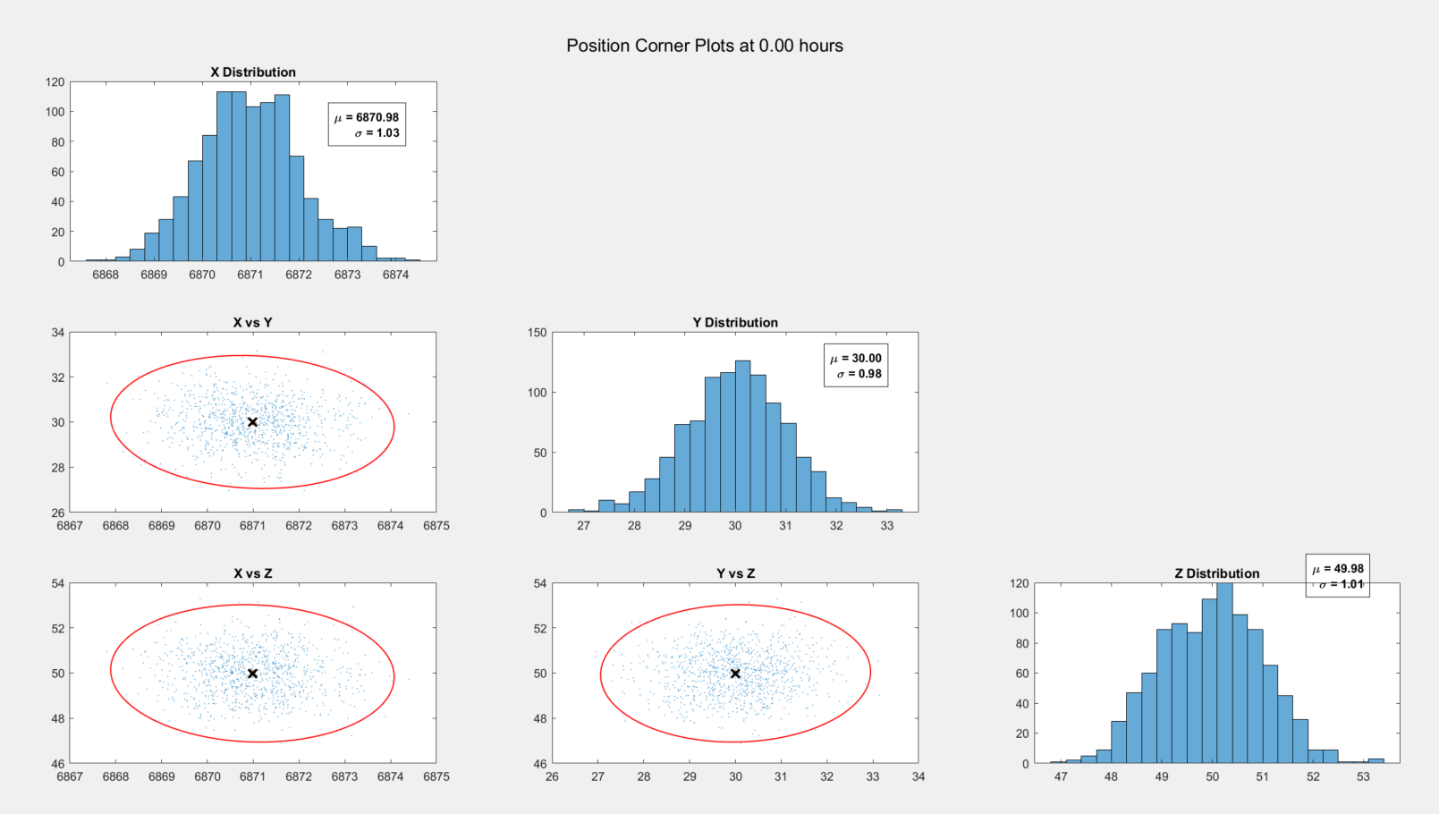 Position Corner Plots at 0.00 hours
X Distribution
120
100
80
60
40
20
0
μ = 6870.98
σ = 1.03
6868 6869 6870 6871 6872 6873 6874
X vs Y
34
32
30
28
26
6867 6868 6869 6870 6871 6872 6873 6874 6875
Y Distribution
150
100
50
0
μ = 30.00
σ = 0.98
27 28 29 30 31 32 33
X vs Z
54
52
50
48
46
6867 6868 6869 6870 6871 6872 6873 6874 6875
Y vs Z
54
52
50
48
46
26 27 28 29 30 31 32 33 34
Z Distribution
μ = 49.98
σ = 1.01
120
100
80
60
40
20
0
47 48 49 50 51 52 53